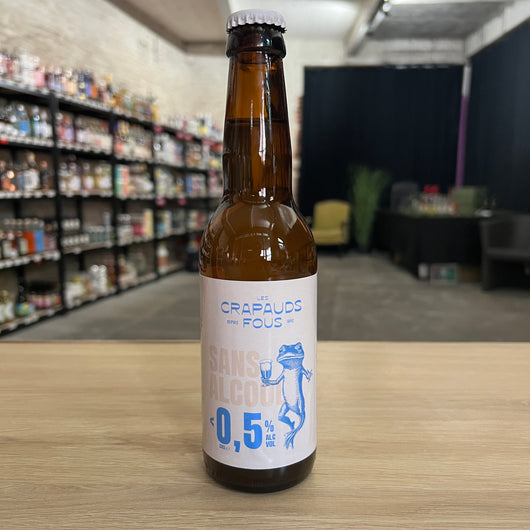 LES
CRAPAUDS
FOUS
SANS
ALCOOL
< 0,5 %
ALC
VOL